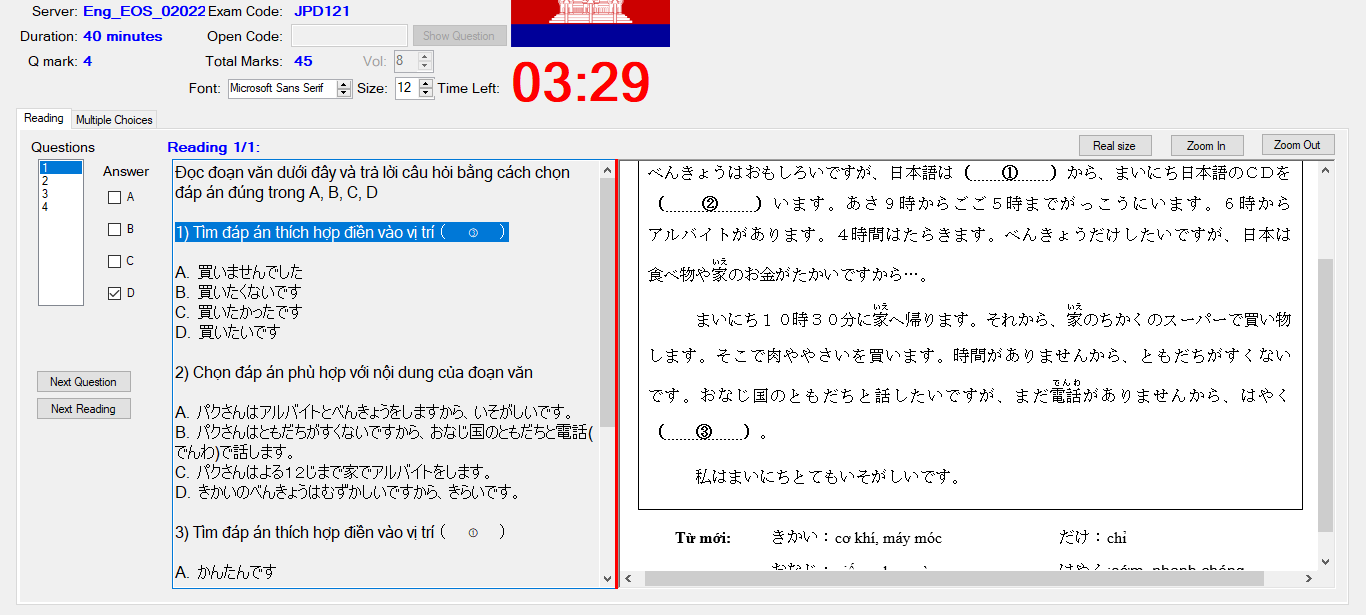 Server: Eng_EOS_02022 Exam Code: JPD121
Duration: 40 minutes Open Code: Show Question
Q mark: 4 Total Marks: 45 Vol: 8
Font: Microsoft Sans Serif Size: 12 Time Left: 03:29
Reading Multiple Choices
Questions
1
2
3
4
Answer
A
B
C
D
Next Question
Next Reading
Reading 1/1:
Real size Zoom In Zoom Out
Đọc đoạn văn dưới đây và trả lời câu hỏi bằng cách chọn
đáp án đúng trong A, B, C, D
1) Tìm đáp án thích hợp điền vào vị trí ( ③ )
A. 買いませんでした
B. 買いたくないです
C. 買いたかったです
D. 買いたいです
2) Chọn đáp án phù hợp với nội dung của đoạn văn
A. パクさんはアルバイトとべんきょうをしますから、いそがしいです。
B. パクさんはともだちがすくないですから、おなじ国のともだちと電話(
でんわ)で話します。
C. パクさんはよる12じまで家でアルバイトをします。
D. きかいのべんきょうはむずかしいですから、きらいです。
3) Tìm đáp án thích hợp điền vào vị trí ( ① )
A. かんたんです
べんきょうはおもしろいですが、日本語は（……①……）から、まいにち日本語のＣＤを
（……②……）います。あさ９時からごご５時までがっこうにいます。６時から
アルバイトがあります。４時間はたらきます。べんきょうだけしたいですが、日本は
いえ
食べ物や家のお金がたかいですから…。
いえ いえ
まいにち１０時３０分に家へ帰ります。それから、家のちかくのスーパーで買い物
します。そこで肉ややさいを買います。時間がありませんから、ともだちがすくない
でんわ
です。おなじ国のともだちと話したいですが、まだ電話がありませんから、はやく
（……③……）。
私はまいにちとてもいそがしいです。
Từ mới: きかい：cơ khí, máy móc だけ：chỉ